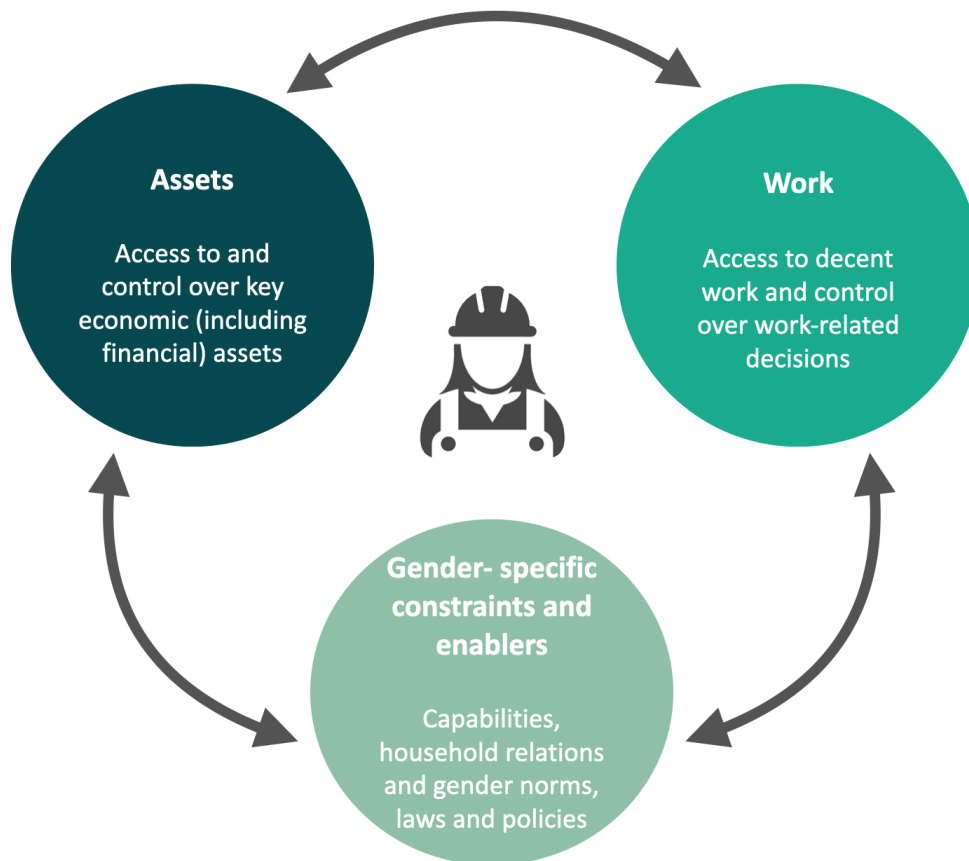 Assets
Access to and
control over key
economic (including
financial) assets
Work
Access to decent
work and control
over work-related
decisions
Gender- specific
constraints and
enablers
Capabilities,
household relations
and gender norms,
laws and policies